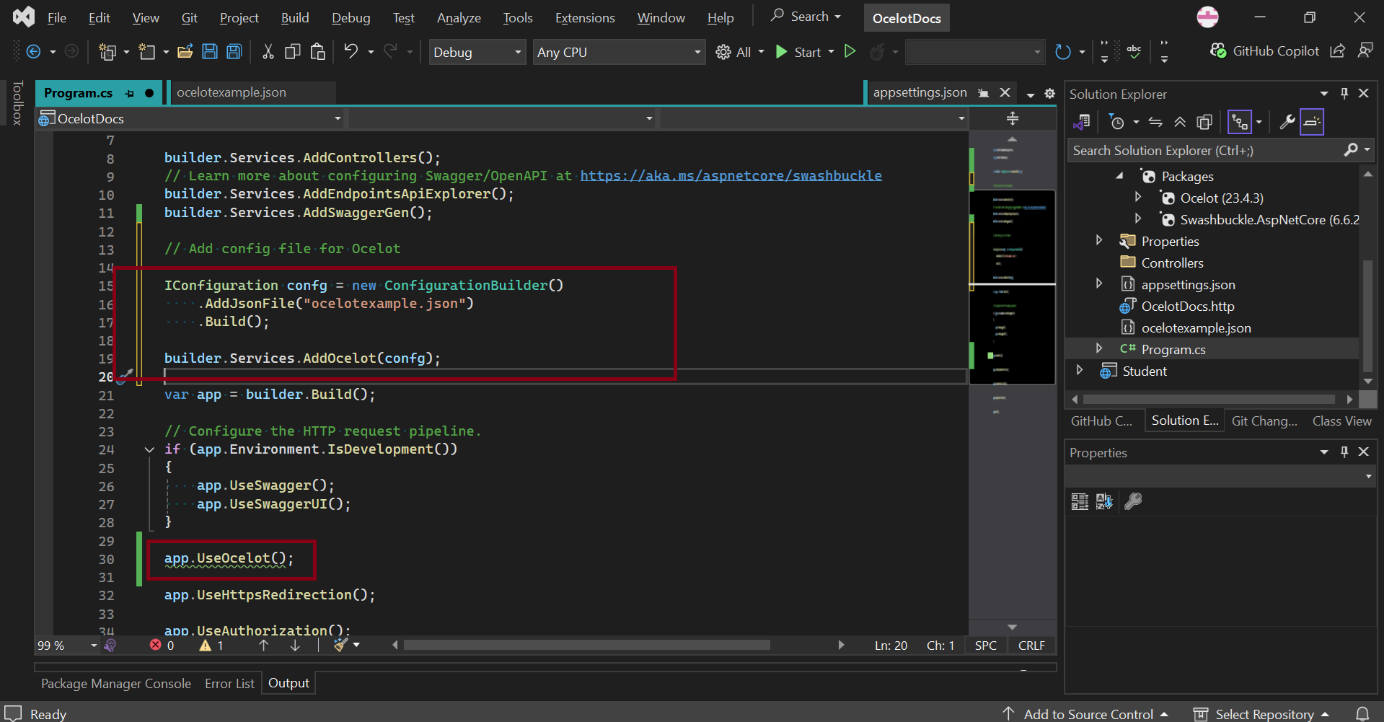 File Edit View Git Project Build Debug Test Analyze Tools Extensions Window Help Search OcelotDocs
Debug Any CPU All Start abc GitHub Copilot
Toolbox
Program.cs ocelotexample.json appsettings.json
OcelotDocs
7
8 builder.Services.AddControllers();
9 // Learn more about configuring Swagger/OpenAPI at https://aka.ms/aspnetcore/swashbuckle
10 builder.Services.AddEndpointsApiExplorer();
11 builder.Services.AddSwaggerGen();
12
13 // Add config file for Ocelot
14
15 IConfiguration confg = new ConfigurationBuilder()
16 .AddJsonFile("ocelotexample.json")
17 .Build();
18
19 builder.Services.AddOcelot(confg);
20
21 var app = builder.Build();
22
23 // Configure the HTTP request pipeline.
24 if (app.Environment.IsDevelopment())
25 {
26 app.UseSwagger();
27 app.UseSwaggerUI();
28 }
29
30 app.UseOcelot();
31
32 app.UseHttpsRedirection();
33
34 app.UseAuthorization();
99 % 0 1 Ln: 20 Ch: 1 SPC CRLF
Package Manager Console Error List Output
Solution Explorer
Search Solution Explorer (Ctrl+;)
Packages
Ocelot (23.4.3)
Swashbuckle.AspNetCore (6.6.2
Properties
Controllers
appsettings.json
OcelotDocs.http
ocelotexample.json
C# Program.cs
Student
GitHub C... Solution E... Git Chang... Class View
Properties
Ready Add to Source Control Select Repository